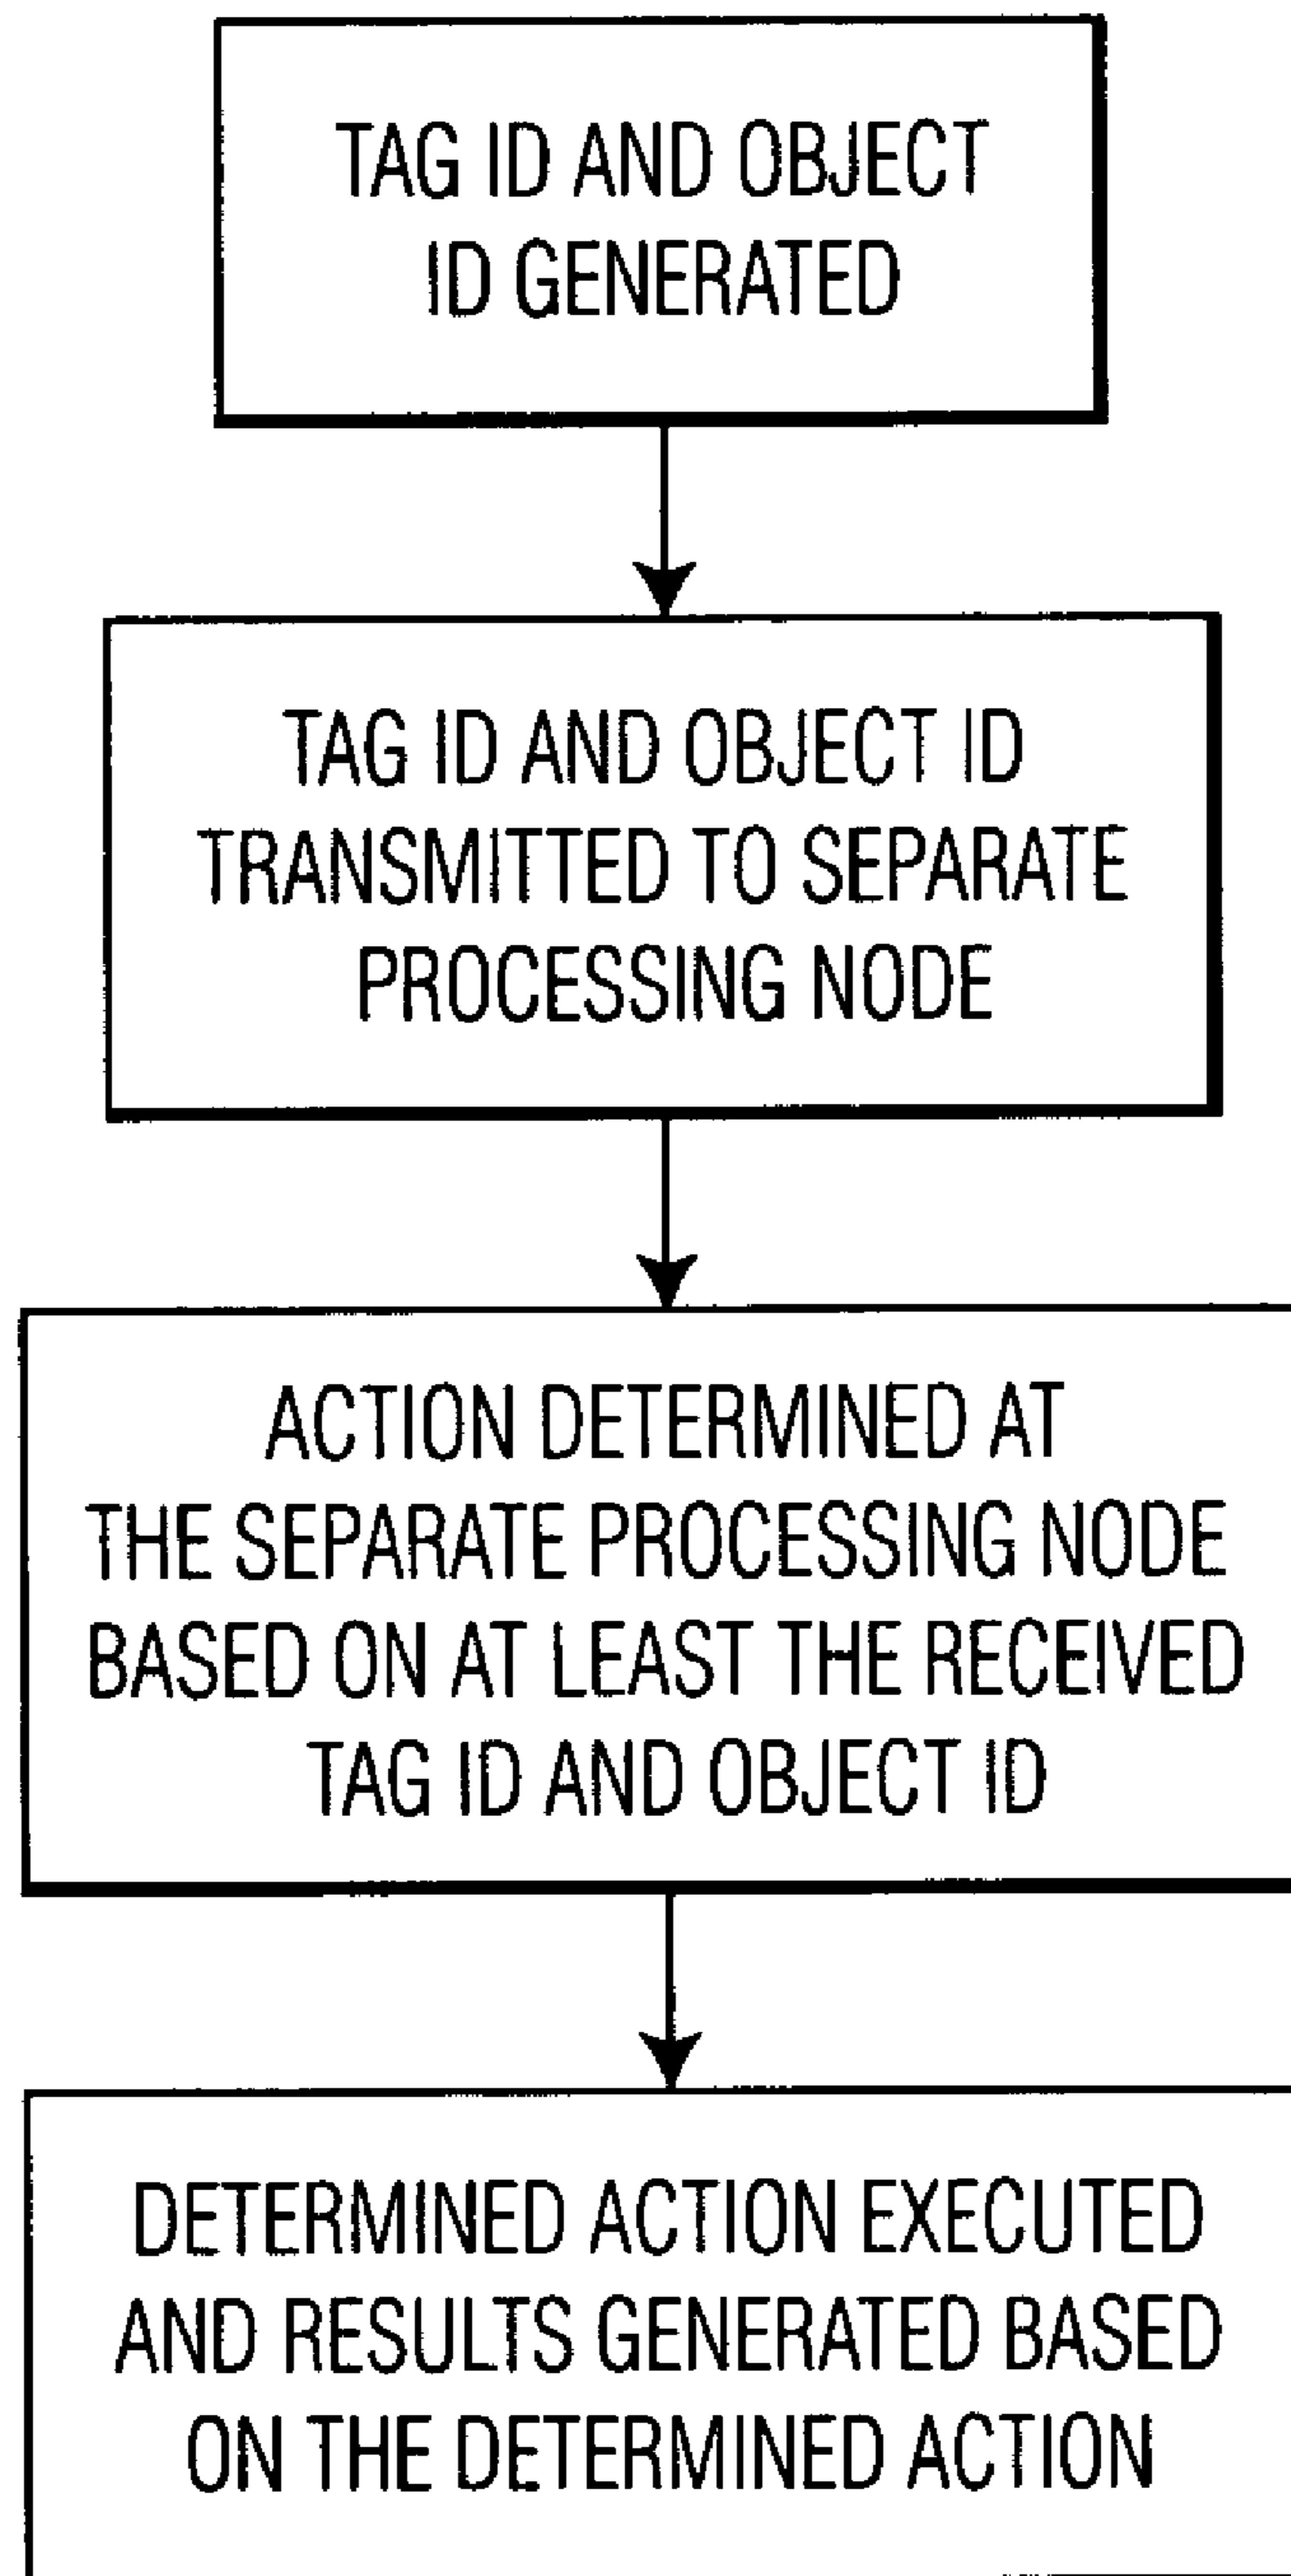 TAG ID AND OBJECT
ID GENERATED
TAG ID AND OBJECT ID
TRANSMITTED TO SEPARATE
PROCESSING NODE
ACTION DETERMINED AT
THE SEPARATE PROCESSING NODE
BASED ON AT LEAST THE RECEIVED
TAG ID AND OBJECT ID
DETERMINED ACTION EXECUTED
AND RESULTS GENERATED BASED
ON THE DETERMINED ACTION